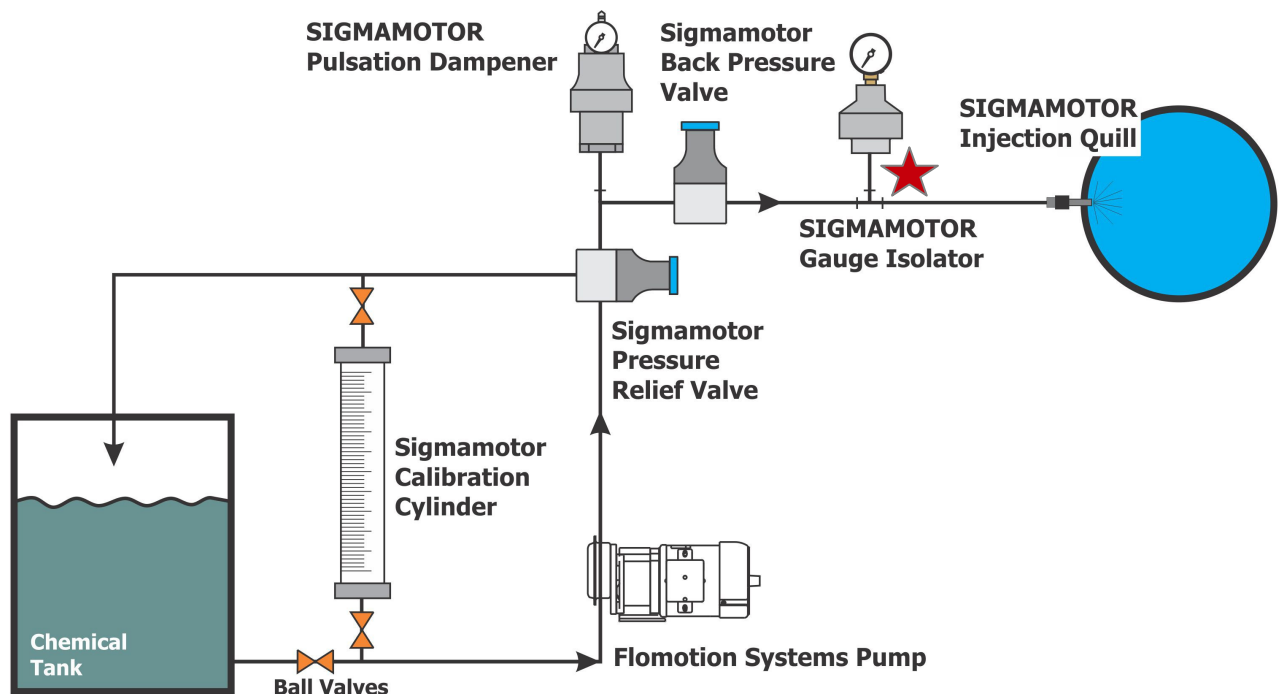 SIGMAMOTOR
Pulsation Dampener
Sigmamotor
Back Pressure
Valve
SIGMAMOTOR
Injection Quill
SIGMAMOTOR
Gauge Isolator
Sigmamotor
Pressure
Relief Valve
Sigmamotor
Calibration
Cylinder
Chemical
Tank
Flomotion Systems Pump
Ball Valves